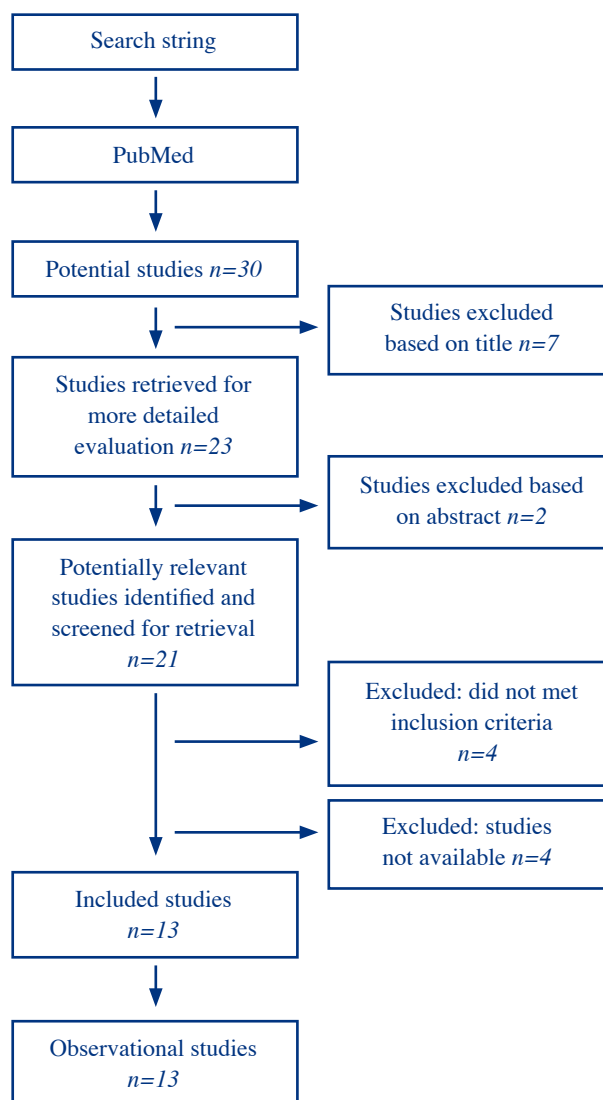 Search string
PubMed
Potential studies n=30
Studies excluded
based on title n=7
Studies retrieved for
more detailed
evaluation n=23
Studies excluded based
on abstract n=2
Potentially relevant
studies identified and
screened for retrieval
n=21
Excluded: did not met
inclusion criteria
n=4
Excluded: studies
not available n=4
Included studies
n=13
Observational studies
n=13